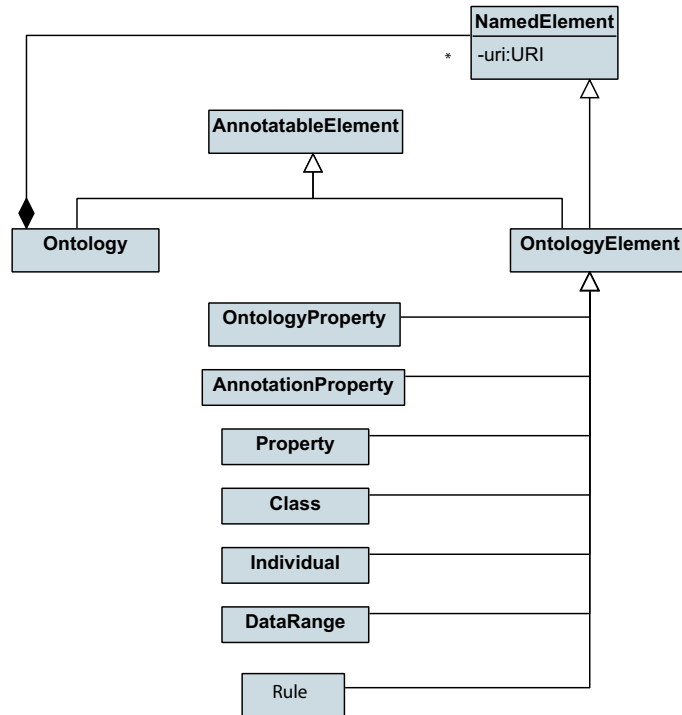 NamedElement
-uri:URI
*
AnnotatableElement
Ontology
OntologyElement
OntologyProperty
AnnotationProperty
Property
Class
Individual
DataRange
Rule